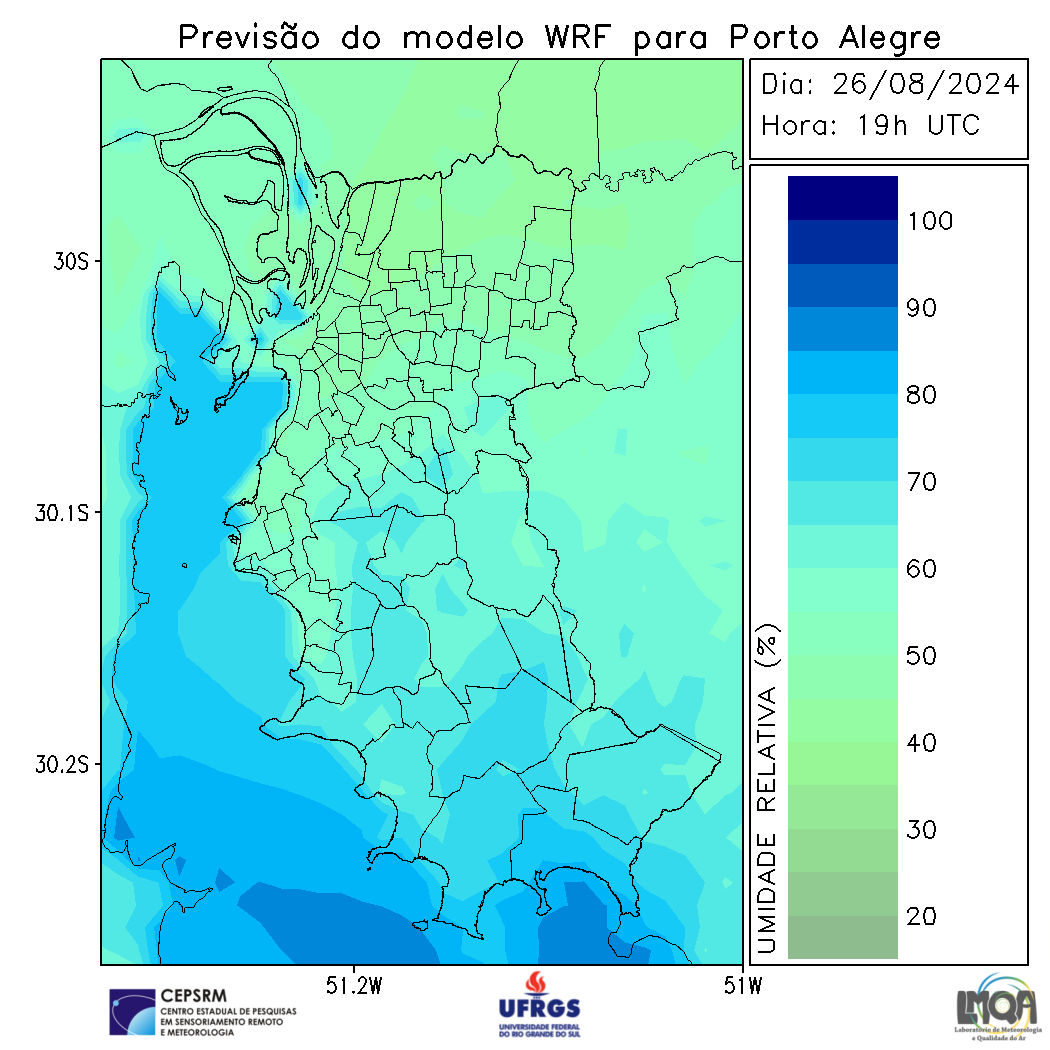 Previsão do modelo WRF para Porto Alegre
Dia: 26/08/2024
Hora: 19h UTC
100
90
80
70
60
50
40
30
20
UMIDADE RELATIVA (%)
30S
30.1S
30.2S
51.2W
51W
CEPSRM
CENTRO ESTADUAL DE PESQUISAS
EM SENSORIAMENTO REMOTO
E METEOROLOGIA
UFRGS
UNIVERSIDADE FEDERAL
DO RIO GRANDE DO SUL
LMQA
Laboratório de Meteorologia
e Qualidade do Ar